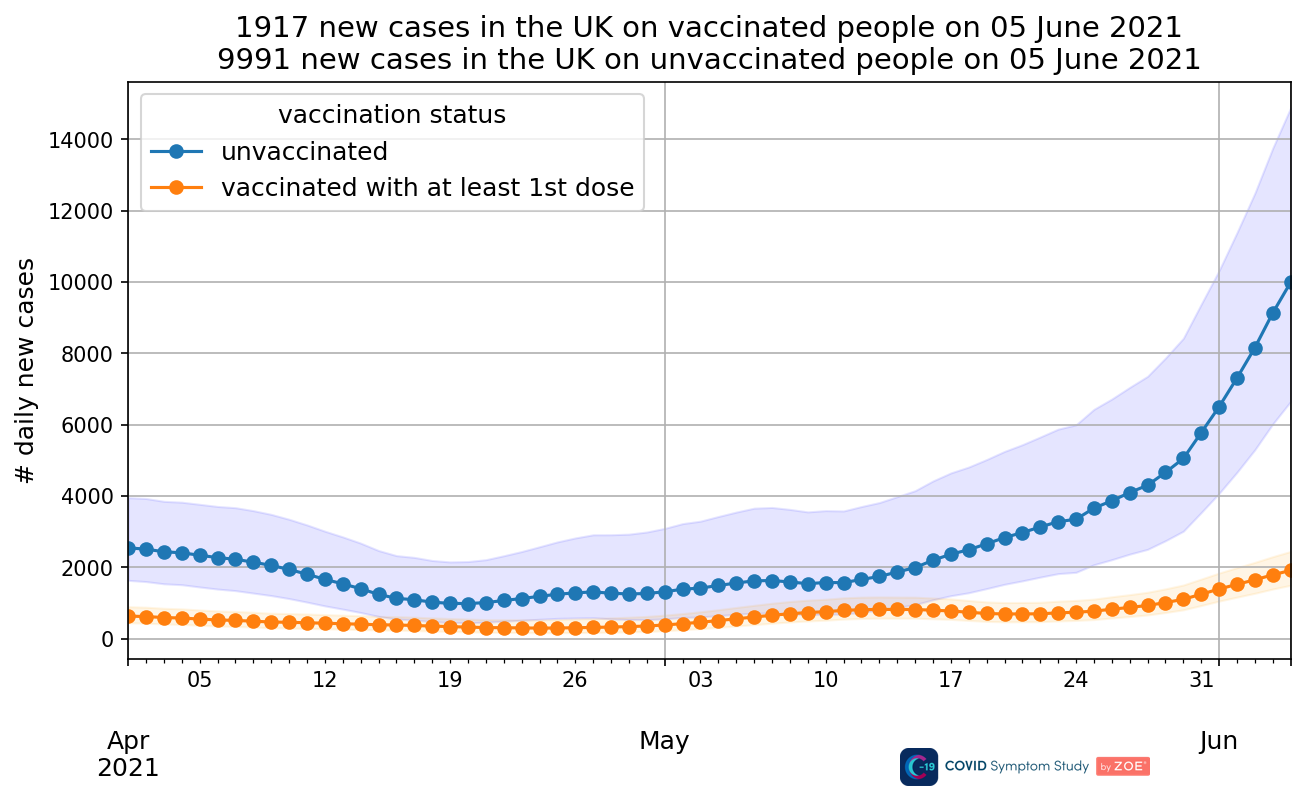 1917 new cases in the UK on vaccinated people on 05 June 2021
9991 new cases in the UK on unvaccinated people on 05 June 2021
vaccination status
unvaccinated
vaccinated with at least 1st dose
# daily new cases
14000
12000
10000
8000
6000
4000
2000
0
05 12 19 26 03 10 17 24 31
Apr May Jun
2021
C-19 COVID Symptom Study by ZOE